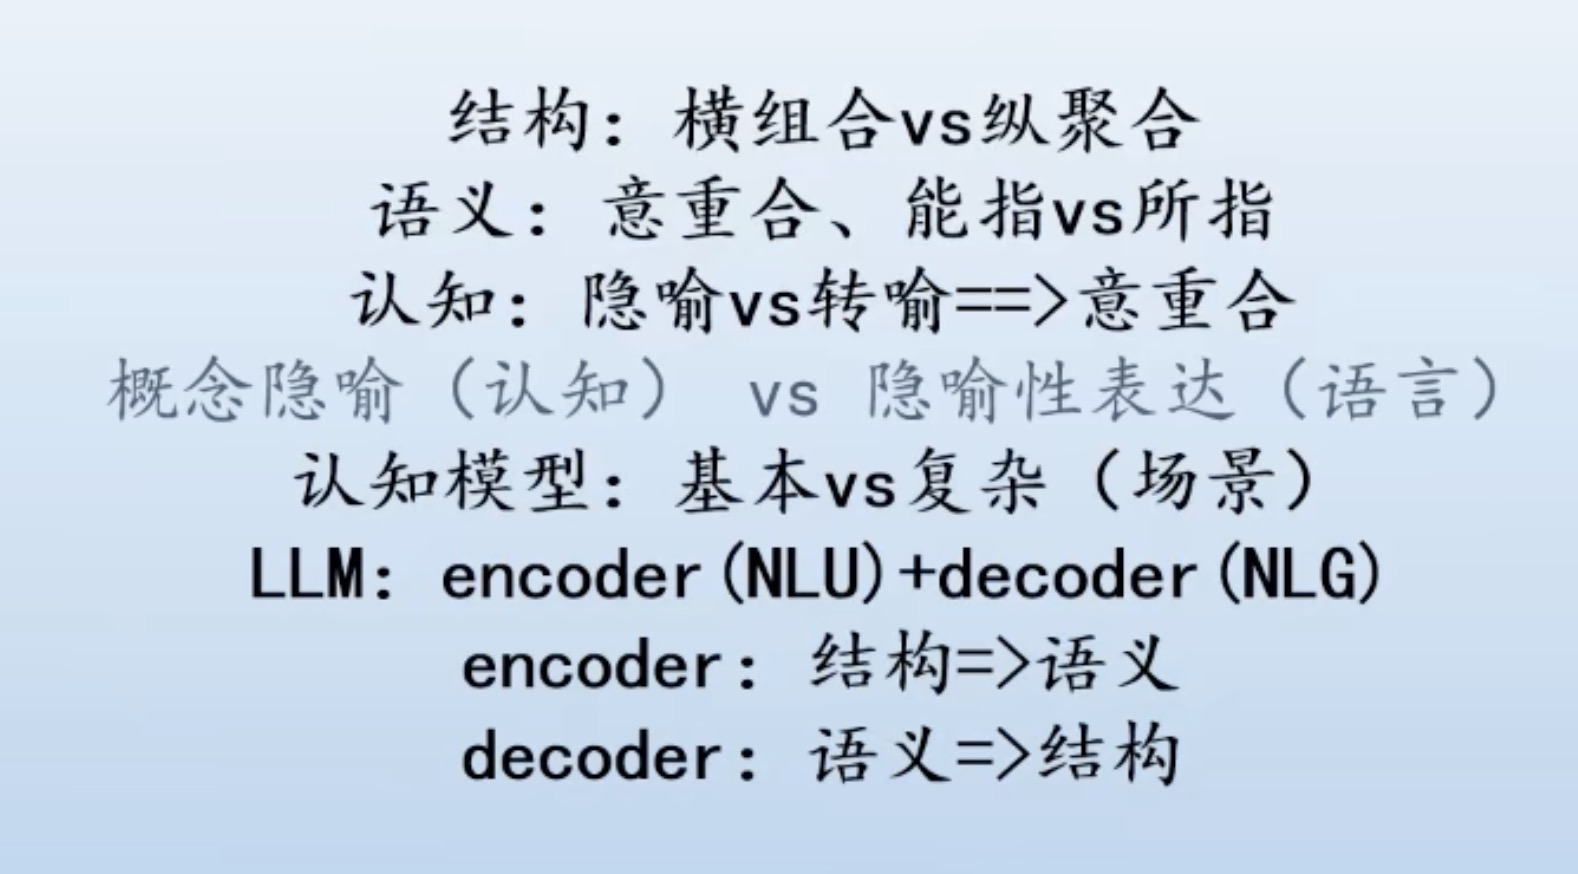 结构：横组合vs纵聚合
语义：意重合、能指vs所指
认知：隐喻vs转喻==>意重合
概念隐喻（认知） vs 隐喻性表达（语言）
认知模型：基本vs复杂（场景）
LLM：encoder(NLU)+decoder(NLG)
encoder：结构=>语义
decoder：语义=>结构